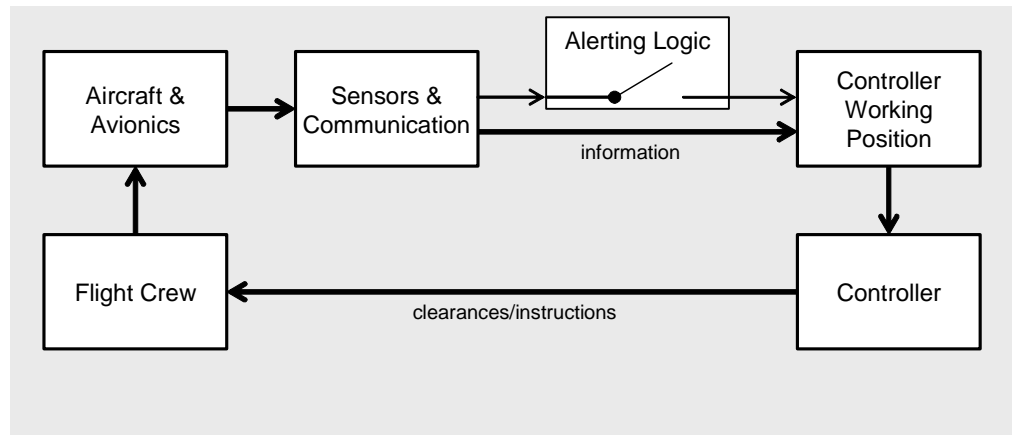 Alerting Logic
Aircraft &
Avionics
Sensors &
Communication
Controller
Working
Position
information
Flight Crew
clearances/instructions
Controller